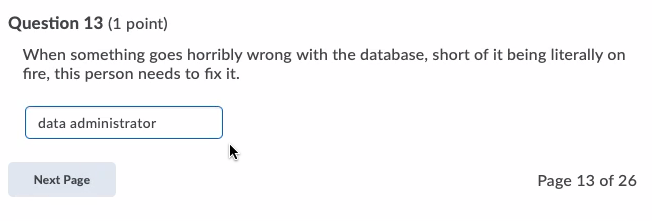 Question 13 (1 point)
When something goes horribly wrong with the database, short of it being literally on
fire, this person needs to fix it.
data administrator
Next Page
Page 13 of 26